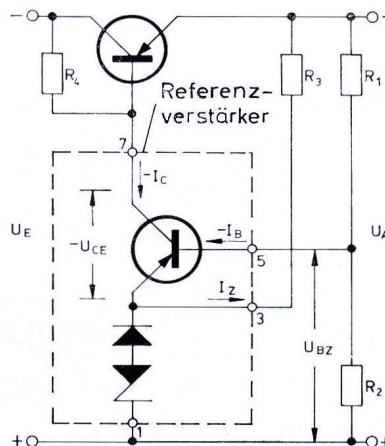 − −
R4
Referenz-
verstärker
R3
R1
7
-IC
UE
-UCE
-IB
5
UA
IZ
3
UBZ
R2
1
+ +